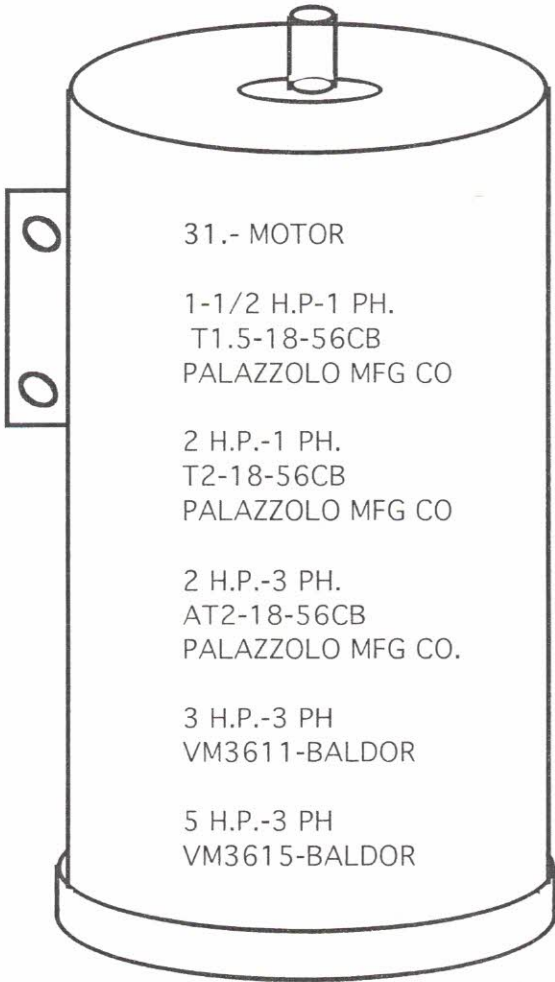 31.- MOTOR
1-1/2 H.P-1 PH.
T1.5-18-56CB
PALAZZOLO MFG CO
2 H.P.-1 PH.
T2-18-56CB
PALAZZOLO MFG CO
2 H.P.-3 PH.
AT2-18-56CB
PALAZZOLO MFG CO.
3 H.P.-3 PH
VM3611-BALDOR
5 H.P.-3 PH
VM3615-BALDOR